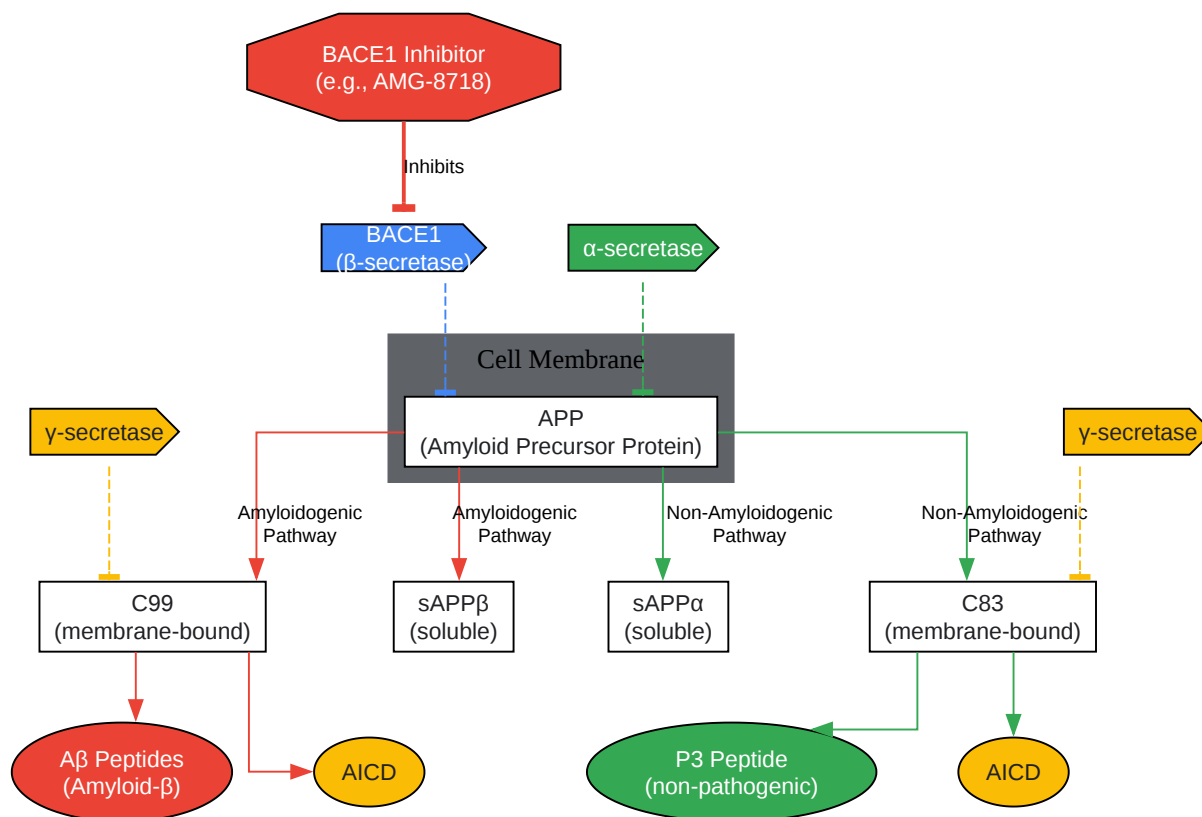 BACE1 Inhibitor
(e.g., AMG-8718)
Inhibits
BACE1
(β-secretase)
α-secretase
Cell Membrane
APP
(Amyloid Precursor Protein)
γ-secretase
γ-secretase
Amyloidogenic
Pathway
Amyloidogenic
Pathway
Non-Amyloidogenic
Pathway
Non-Amyloidogenic
Pathway
C99
(membrane-bound)
sAPPβ
(soluble)
sAPPα
(soluble)
C83
(membrane-bound)
Aβ Peptides
(Amyloid-β)
AICD
P3 Peptide
(non-pathogenic)
AICD